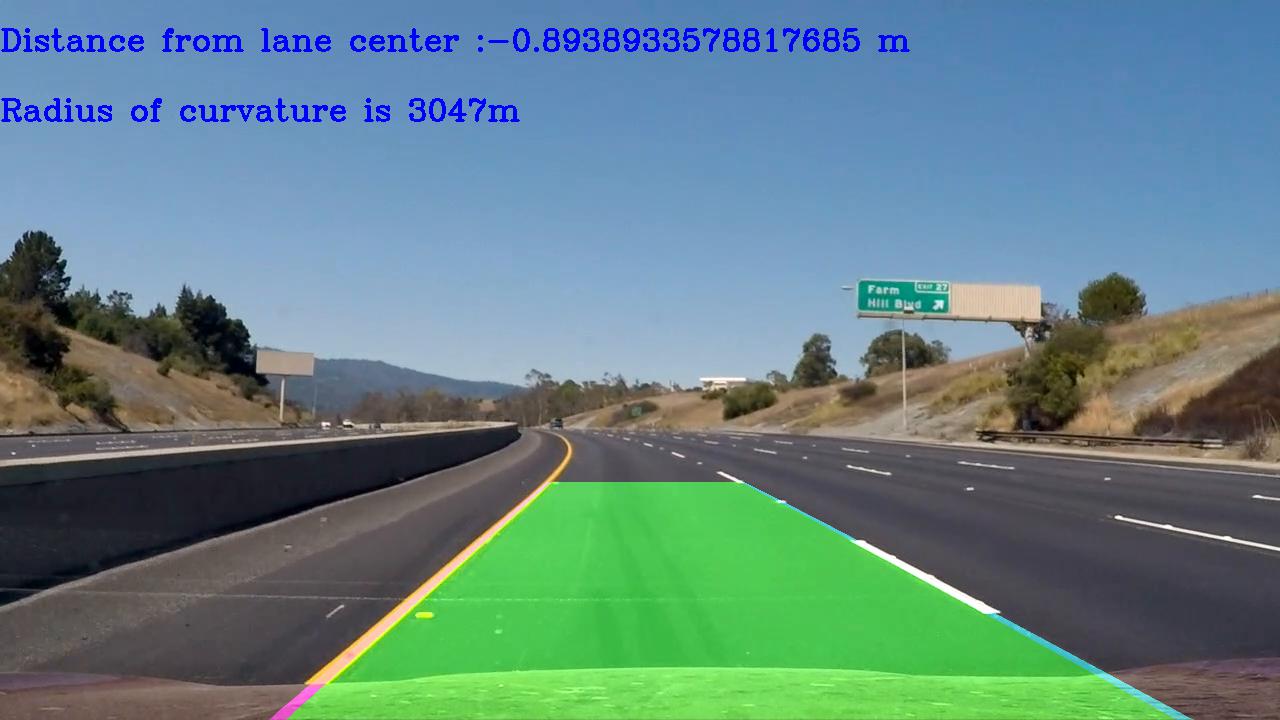 Distance from lane center :-0.8938933578817685 m
Radius of curvature is 3047m
EXIT 27
Farm
Hill Blvd